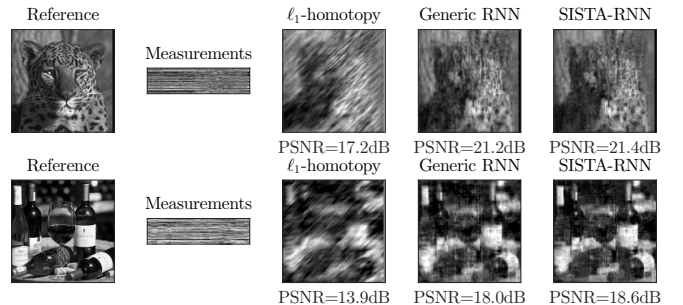 Reference
Measurements
ℓ₁-homotopy
Generic RNN
SISTA-RNN
PSNR=17.2dB
PSNR=21.2dB
PSNR=21.4dB
Reference
Measurements
ℓ₁-homotopy
Generic RNN
SISTA-RNN
PSNR=13.9dB
PSNR=18.0dB
PSNR=18.6dB